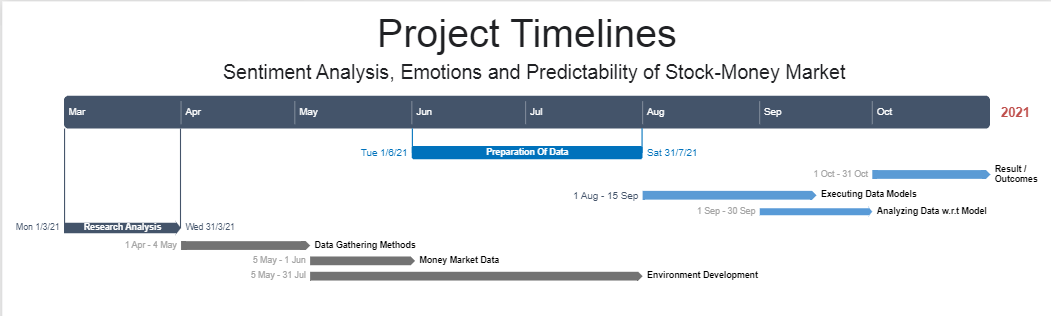 Project Timelines
Sentiment Analysis, Emotions and Predictability of Stock-Money Market
Mar Apr May Jun Jul Aug Sep Oct 2021
Tue 1/6/21 Preparation Of Data Sat 31/7/21
1 Oct - 31 Oct Result /
Outcomes
1 Aug - 15 Sep Executing Data Models
1 Sep - 30 Sep Analyzing Data w.r.t Model
Mon 1/3/21 Research Analysis Wed 31/3/21
1 Apr - 4 May Data Gathering Methods
5 May - 1 Jun Money Market Data
5 May - 31 Jul Environment Development